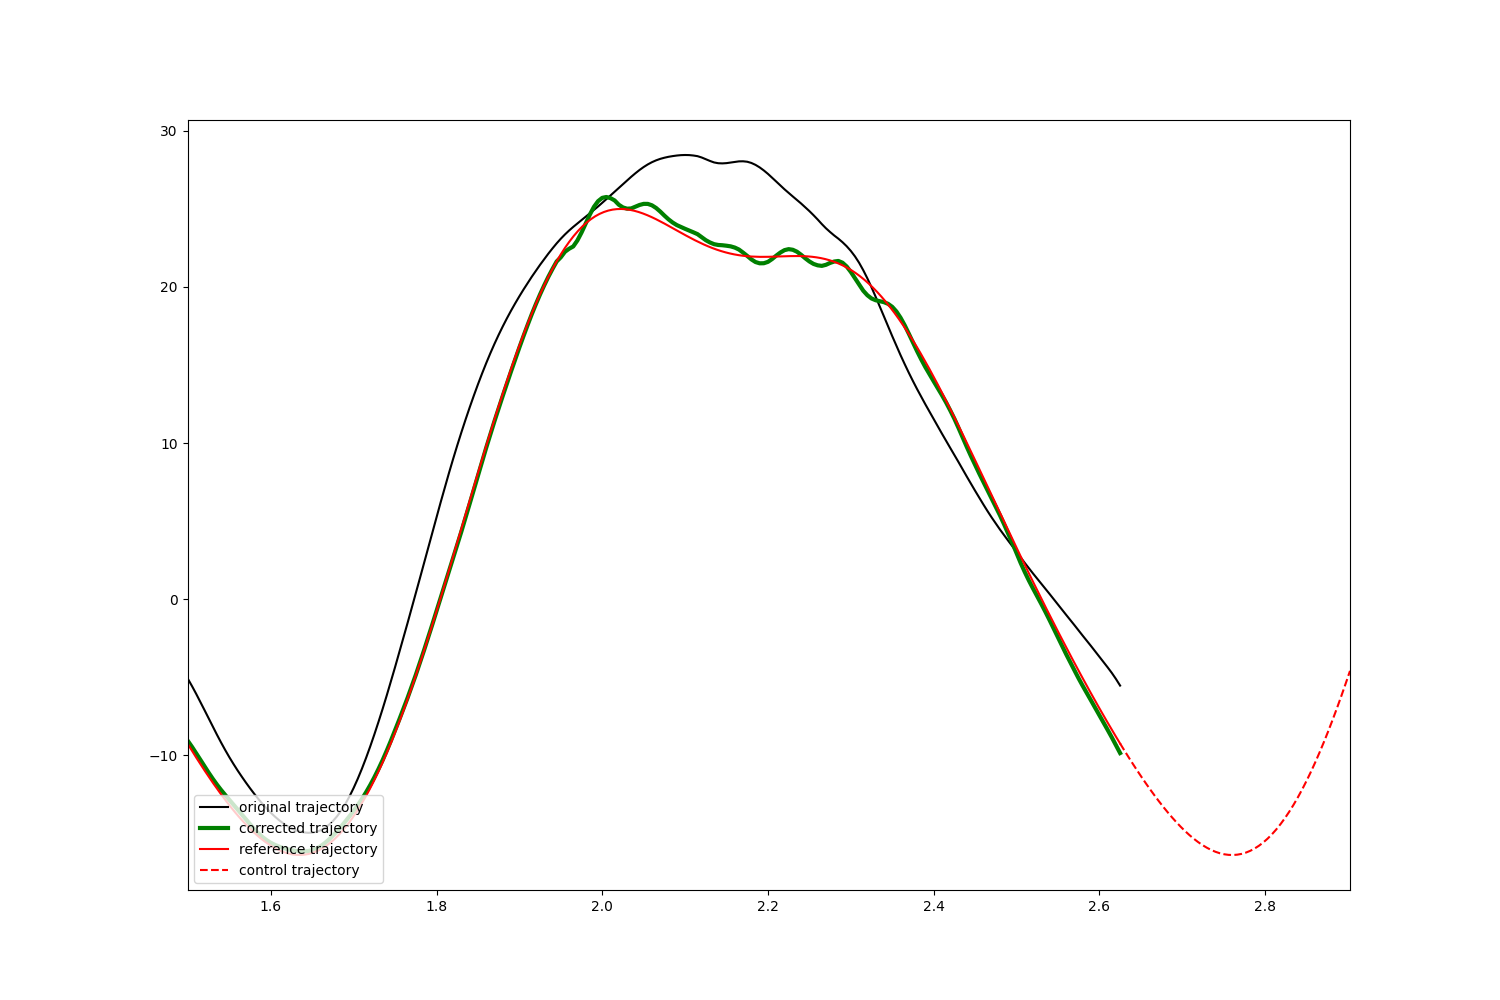 30
20
10
0
−10
original trajectory
corrected trajectory
reference trajectory
control trajectory
1.6 1.8 2.0 2.2 2.4 2.6 2.8